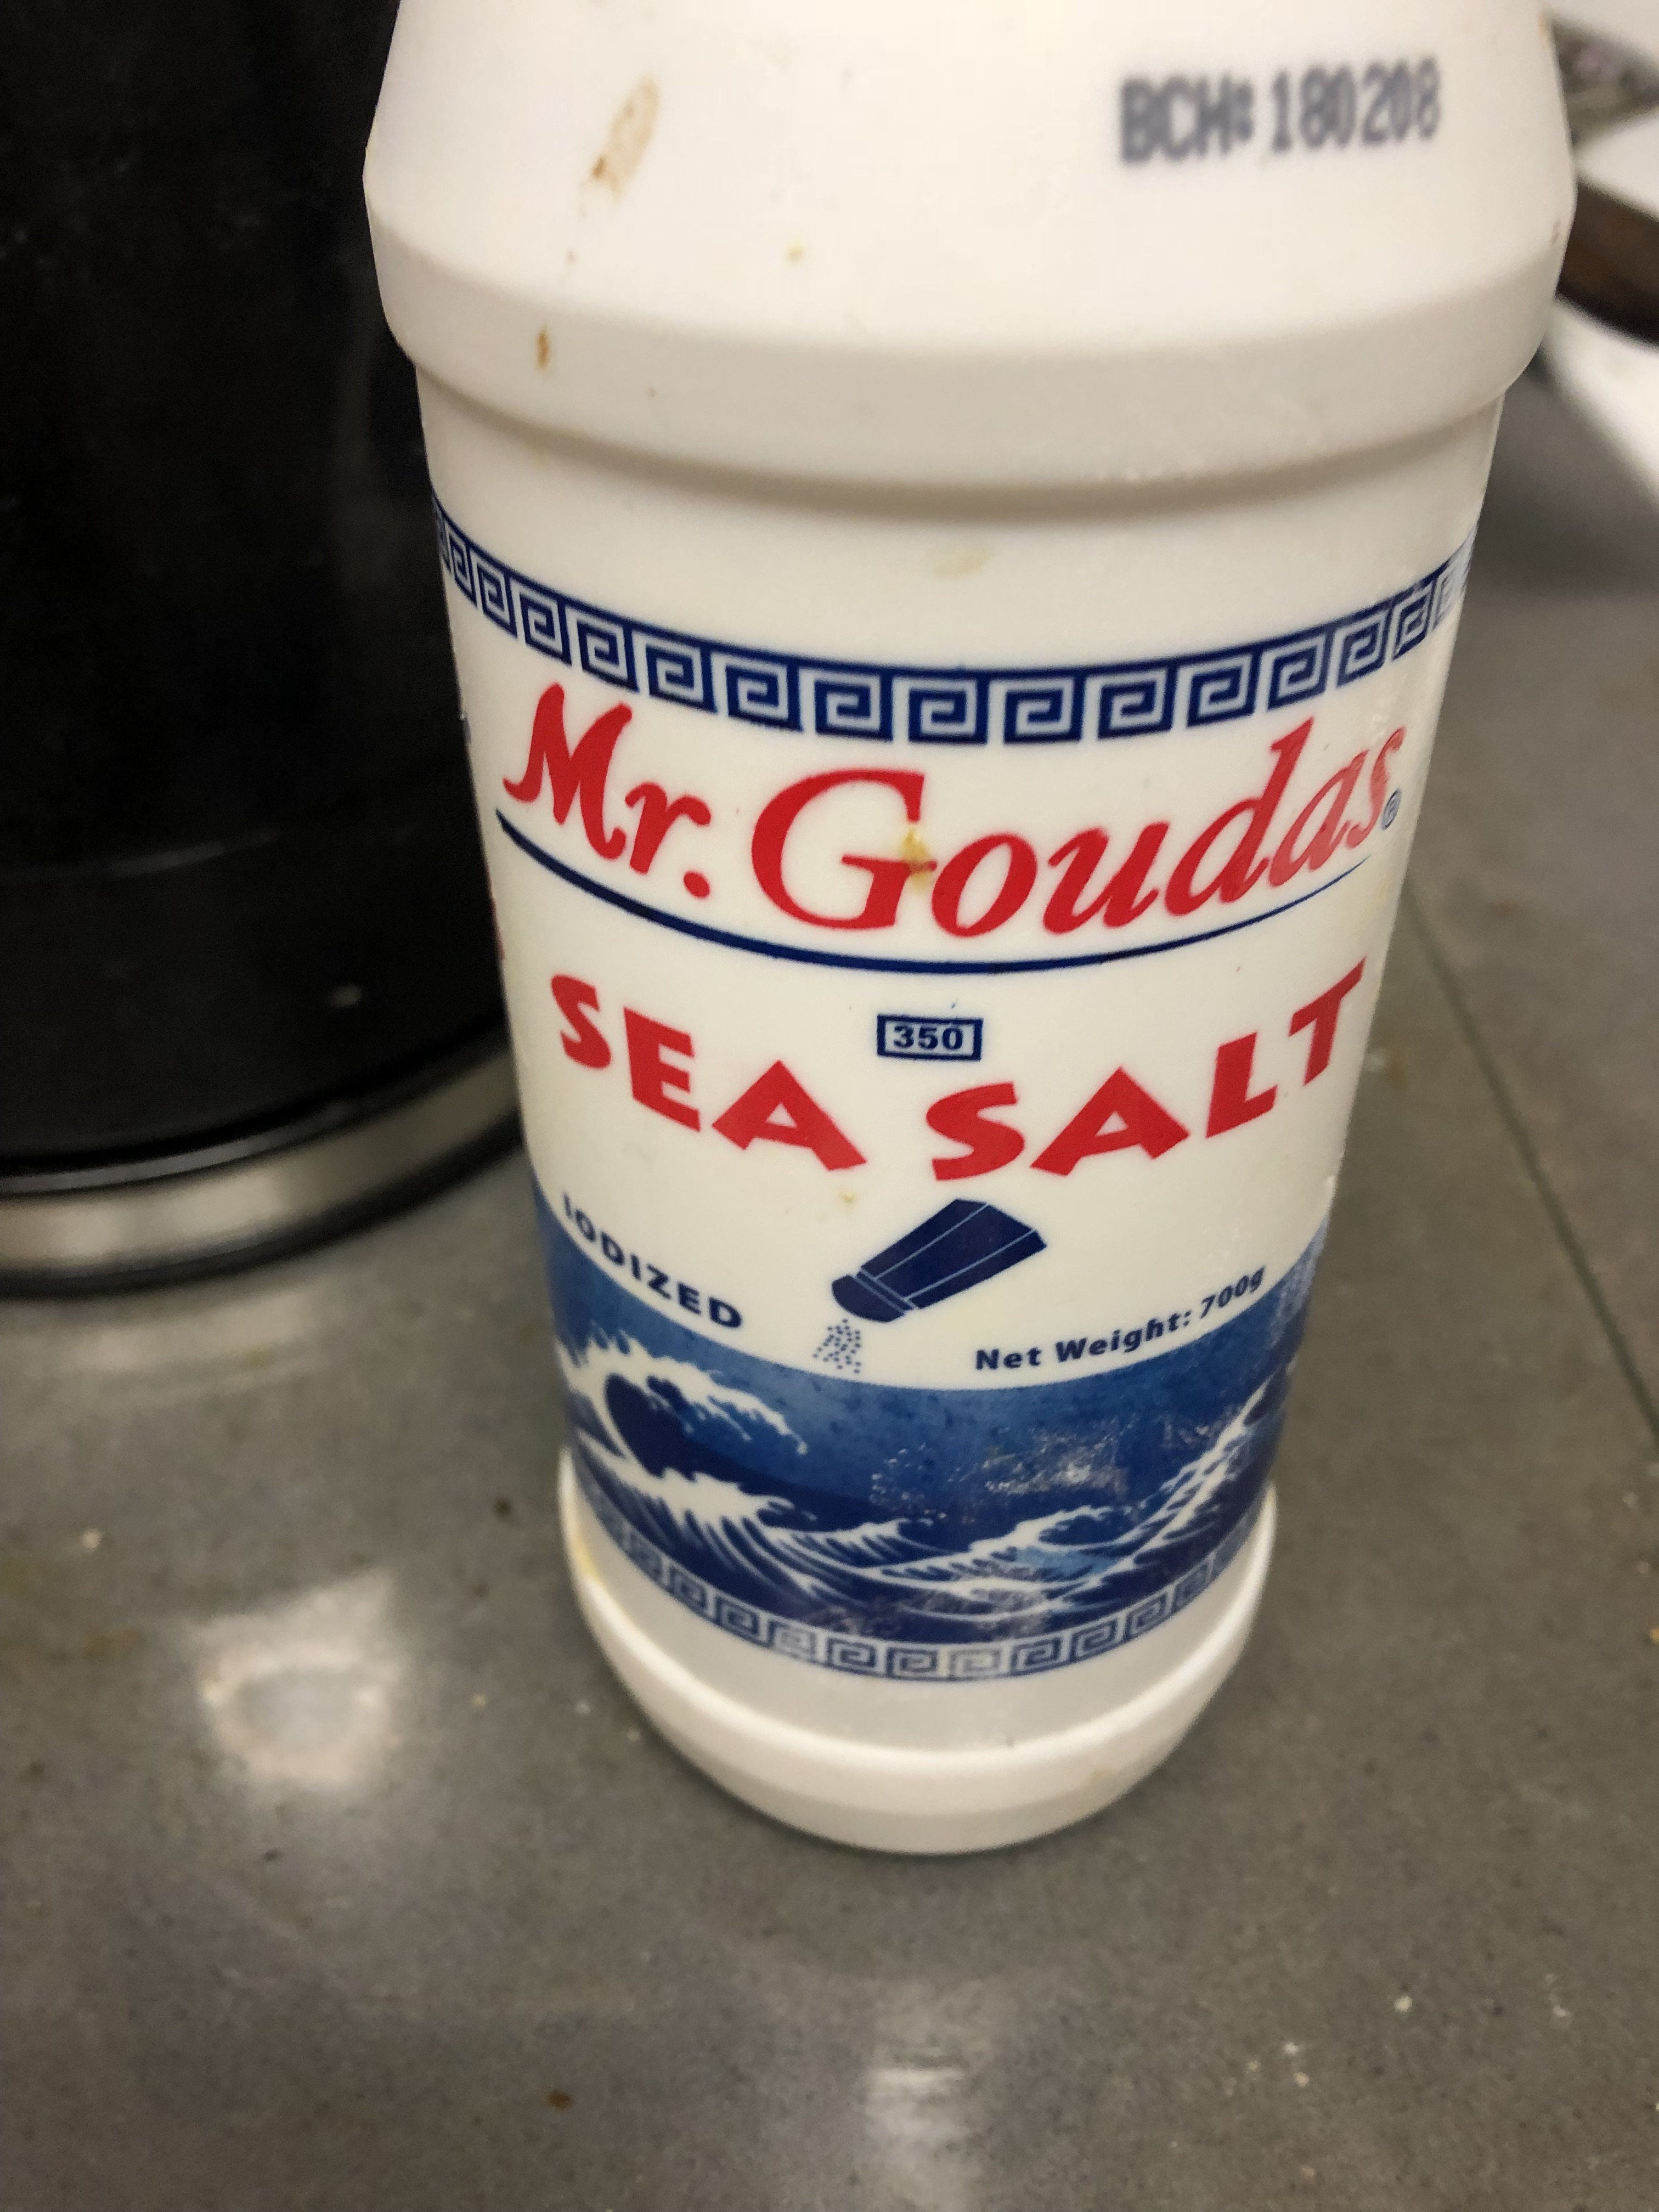 BCH: 180208
Mr. Goudas®
350
SEA SALT
IODIZED
Net Weight: 700g